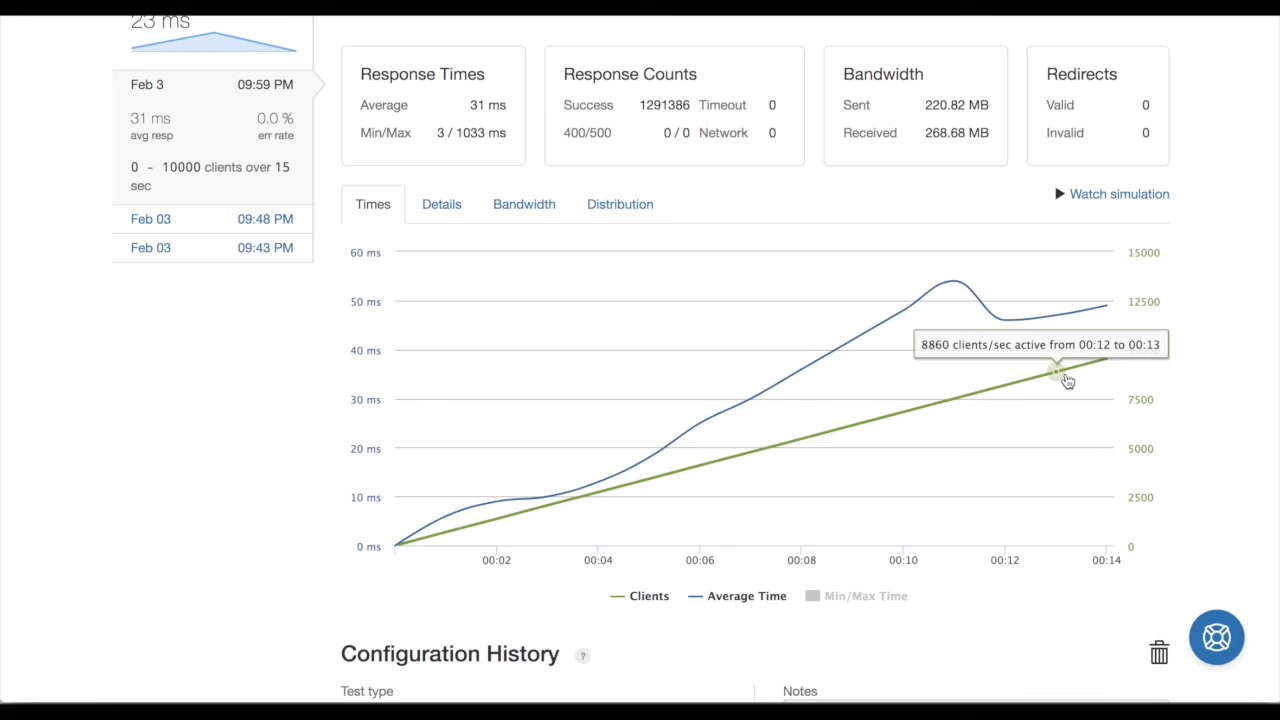 23 ms
Feb 3 09:59 PM
31 ms 0.0 %
avg resp err rate
0 - 10000 clients over 15
sec
Feb 03 09:48 PM
Feb 03 09:43 PM
Response Times
Average 31 ms
Min/Max 3 / 1033 ms
Response Counts
Success 1291386 Timeout 0
400/500 0 / 0 Network 0
Bandwidth
Sent 220.82 MB
Received 268.68 MB
Redirects
Valid 0
Invalid 0
Times Details Bandwidth Distribution
Watch simulation
60 ms 15000
50 ms 12500
8860 clients/sec active from 00:12 to 00:13
40 ms
30 ms 7500
20 ms 5000
10 ms 2500
0 ms 0
00:02 00:04 00:06 00:08 00:10 00:12 00:14
Clients Average Time Min/Max Time
Configuration History ?
Test type Notes